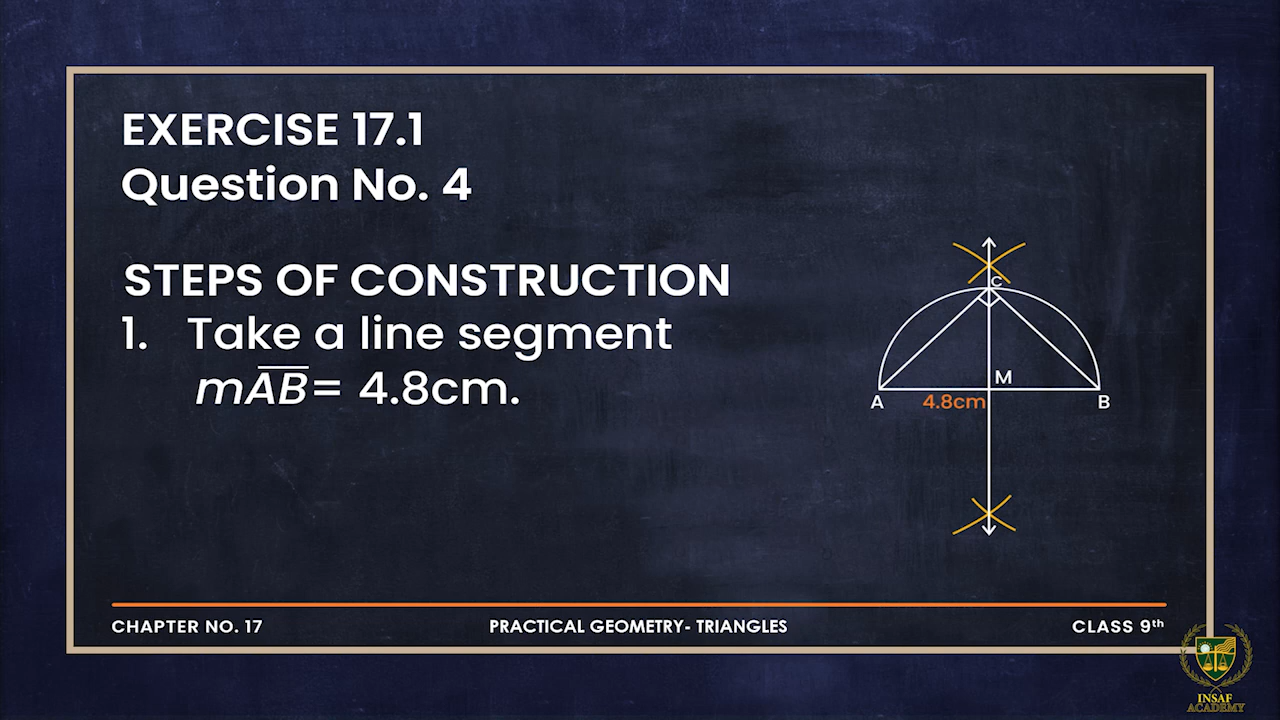 EXERCISE 17.1
Question No. 4
STEPS OF CONSTRUCTION
1. Take a line segment
mAB= 4.8cm.
C
M
A
4.8cm
B
CHAPTER NO. 17
PRACTICAL GEOMETRY- TRIANGLES
CLASS 9th
INSAF
ACADEMY